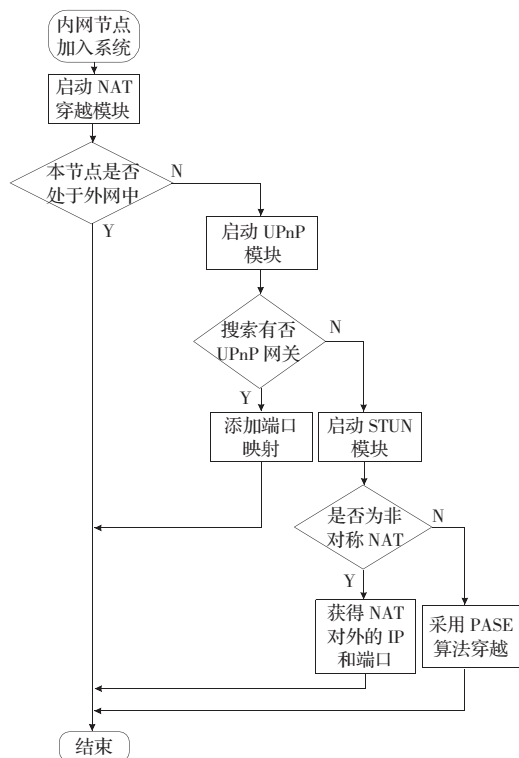 内网节点
加入系统
启动 NAT
穿越模块
本节点是否
处于外网中
N
Y
启动 UPnP
模块
搜索有否
UPnP 网关
N
Y
添加端口
映射
启动 STUN
模块
是否为非
对称 NAT
N
Y
获得 NAT
对外的 IP
和端口
采用 PASE
算法穿越
结束